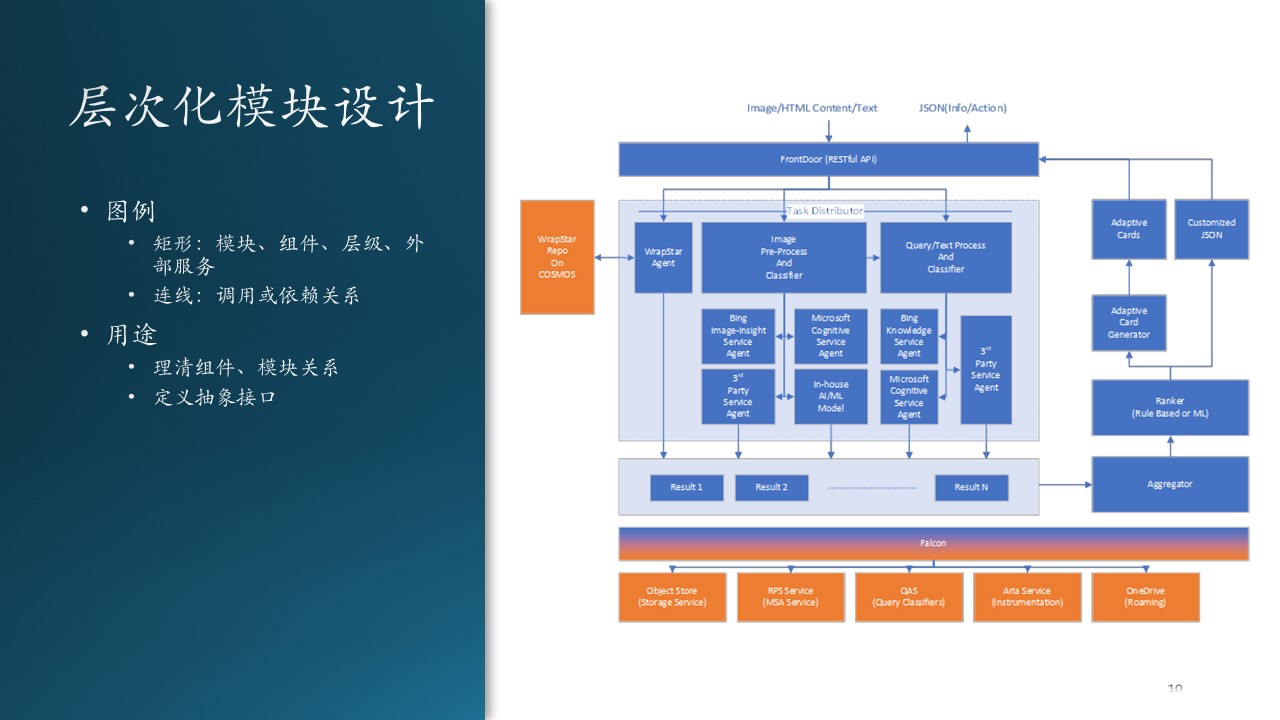 层次化模块设计
• 图例
• 矩形：模块、组件、层级、外
部服务
• 连线：调用或依赖关系
• 用途
• 理清组件、模块关系
• 定义抽象接口
Image/HTML Content/Text
JSON(Info/Action)
FrontDoor (RESTful API)
Task Distributor
WrapStar
Repo
On
COSMOS
WrapStar
Agent
Image
Pre-Process
And
Classifier
Query/Text Process
And
Classifier
Bing
Image-Insight
Service
Agent
Microsoft
Cognitive
Service
Agent
Bing
Knowledge
Service
Agent
3rd
Party
Service
Agent
3rd
Party
Service
Agent
In-house
AI/ML
Model
Microsoft
Cognitive
Service
Agent
Result 1
Result 2
Result N
Adaptive
Cards
Customized
JSON
Adaptive
Card
Generator
Ranker
(Rule Based or ML)
Aggregator
Falcon
Object Store
(Storage Service)
RPS Service
(MSA Service)
QAS
(Query Classifiers)
Aria Service
(Instrumentation)
OneDrive
(Roaming)
10